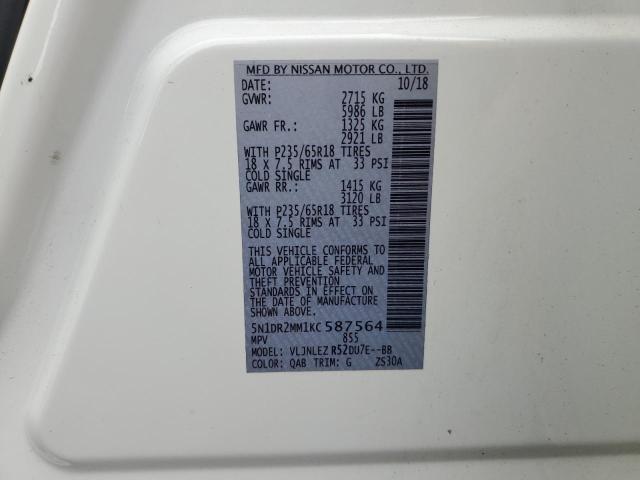 MFD BY NISSAN MOTOR CO., LTD.
DATE: 10/18
GVWR: 2715 KG
5986 LB
GAWR FR.: 1325 KG
2921 LB
WITH P235/65R18 TIRES
18 X 7.5 RIMS AT 33 PSI
COLD SINGLE
GAWR RR.: 1415 KG
3120 LB
WITH P235/65R18 TIRES
18 X 7.5 RIMS AT 33 PSI
COLD SINGLE
THIS VEHICLE CONFORMS TO
ALL APPLICABLE FEDERAL
MOTOR VEHICLE SAFETY AND
THEFT PREVENTION
STANDARDS IN EFFECT ON
THE DATE OF MANUFACTURE
SHOWN ABOVE.
5N1DR2MM1KC587564
MPV 855
MODEL: VLJNLEZ R52DU7E--BB
COLOR: QAB TRIM: G ZS30A